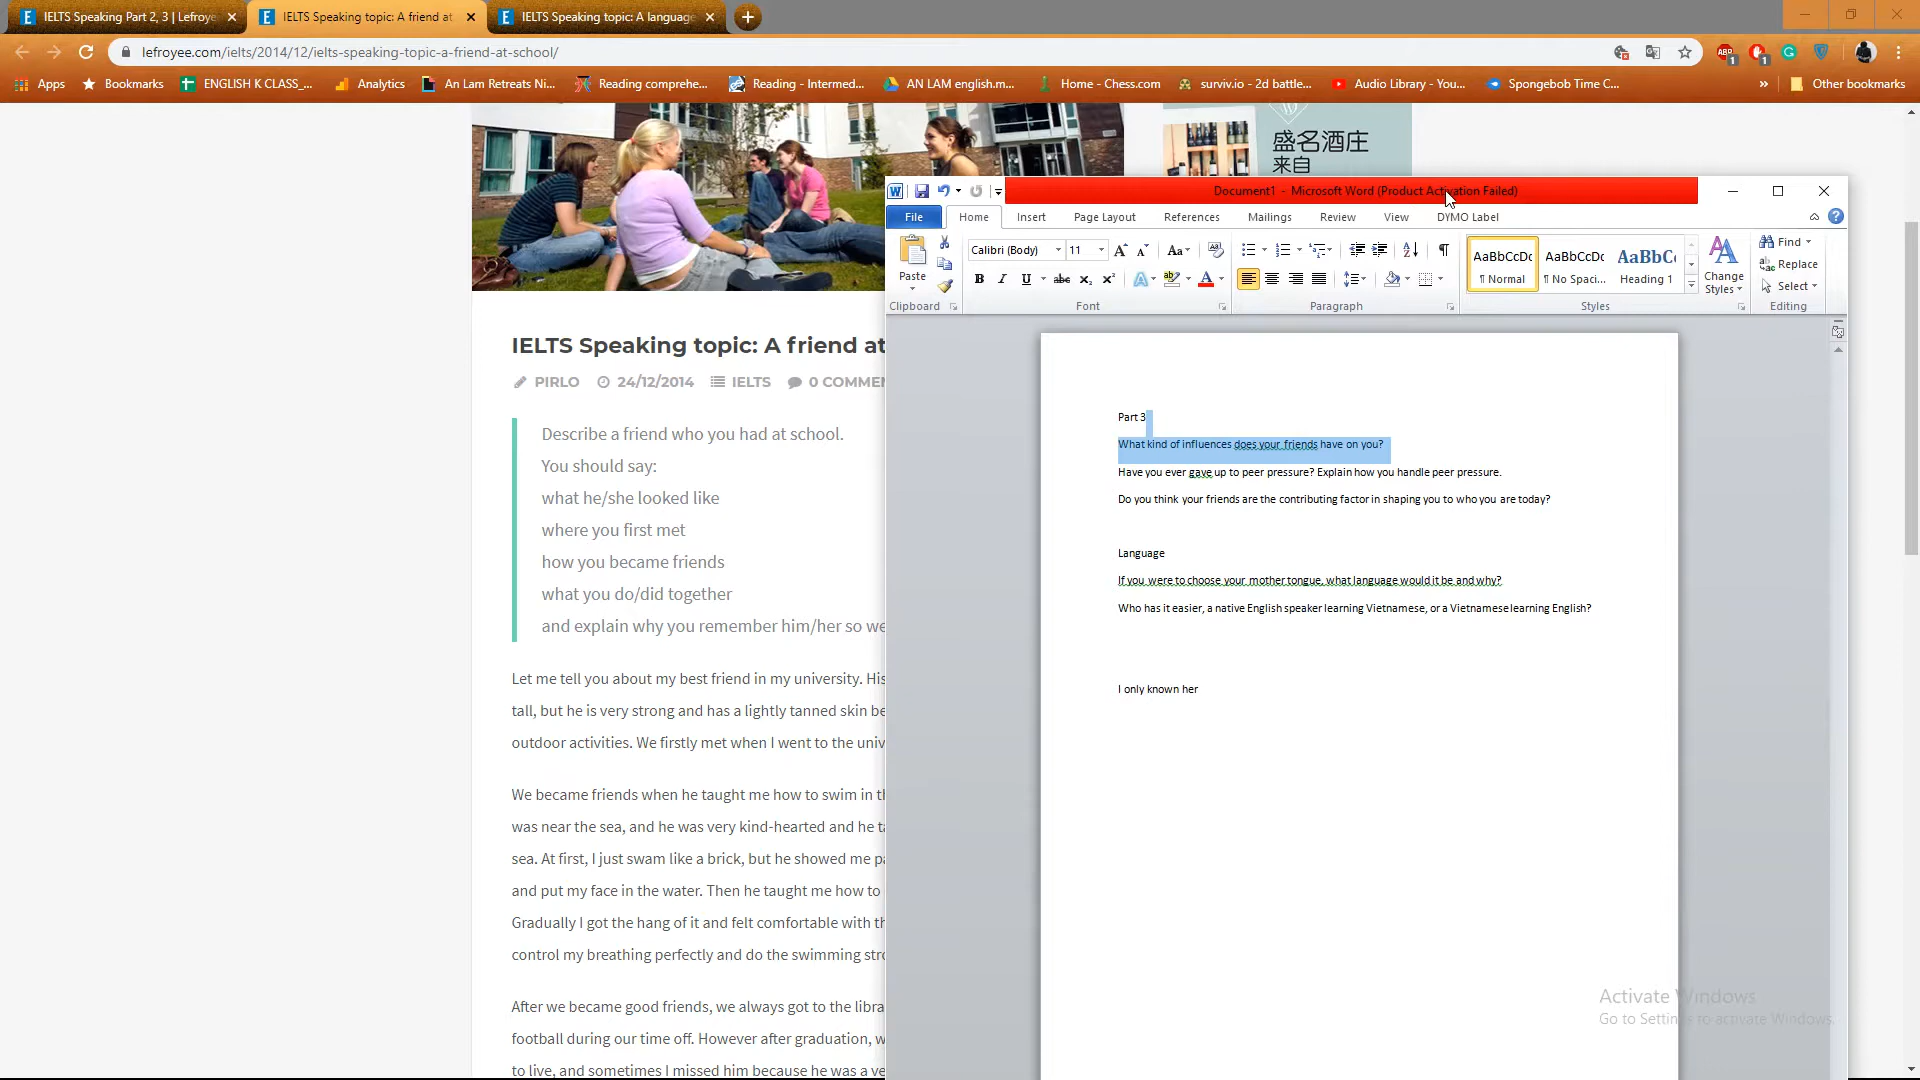 IELTS Speaking Part 2, 3 | Lefroye
IELTS Speaking topic: A friend at
IELTS Speaking topic: A language
lefroyee.com/ielts/2014/12/ielts-speaking-topic-a-friend-at-school/
Apps
Bookmarks
ENGLISH K CLASS_...
Analytics
An Lam Retreats Ni...
Reading comprehe...
Reading - Intermed...
AN LAM english.m...
Home - Chess.com
surviv.io - 2d battle...
Audio Library - You...
Spongebob Time C...
»
Other bookmarks
盛名酒庄
来自
Document1 - Microsoft Word (Product Activation Failed)
File
Home
Insert
Page Layout
References
Mailings
Review
View
DYMO Label
Calibri (Body)
11
Paste
Clipboard
Font
Paragraph
AaBbCcDc
¶ Normal
AaBbCcDc
¶ No Spaci...
AaBbC
Heading 1
Change
Styles
Styles
Find
Replace
Select
Editing
IELTS Speaking topic: A friend at
PIRLO
24/12/2014
IELTS
0 COMMEN
Describe a friend who you had at school.
You should say:
what he/she looked like
where you first met
how you became friends
what you do/did together
and explain why you remember him/her so we
Let me tell you about my best friend in my university. His
tall, but he is very strong and has a lightly tanned skin be
outdoor activities. We firstly met when I went to the univ
We became friends when he taught me how to swim in th
was near the sea, and he was very kind-hearted and he ta
sea. At first, I just swam like a brick, but he showed me pa
and put my face in the water. Then he taught me how to
Gradually I got the hang of it and felt comfortable with th
control my breathing perfectly and do the swimming stro
After we became good friends, we always got to the libra
football during our time off. However after graduation, w
to live, and sometimes I missed him because he was a ve
Part 3
What kind of influences does your friends have on you?
Have you ever gave up to peer pressure? Explain how you handle peer pressure.
Do you think your friends are the contributing factor in shaping you to who you are today?
Language
If you were to choose your mother tongue, what language would it be and why?
Who has it easier, a native English speaker learning Vietnamese, or a Vietnamese learning English?
I only known her
Activate Windows
Go to Settings to activate Windows.